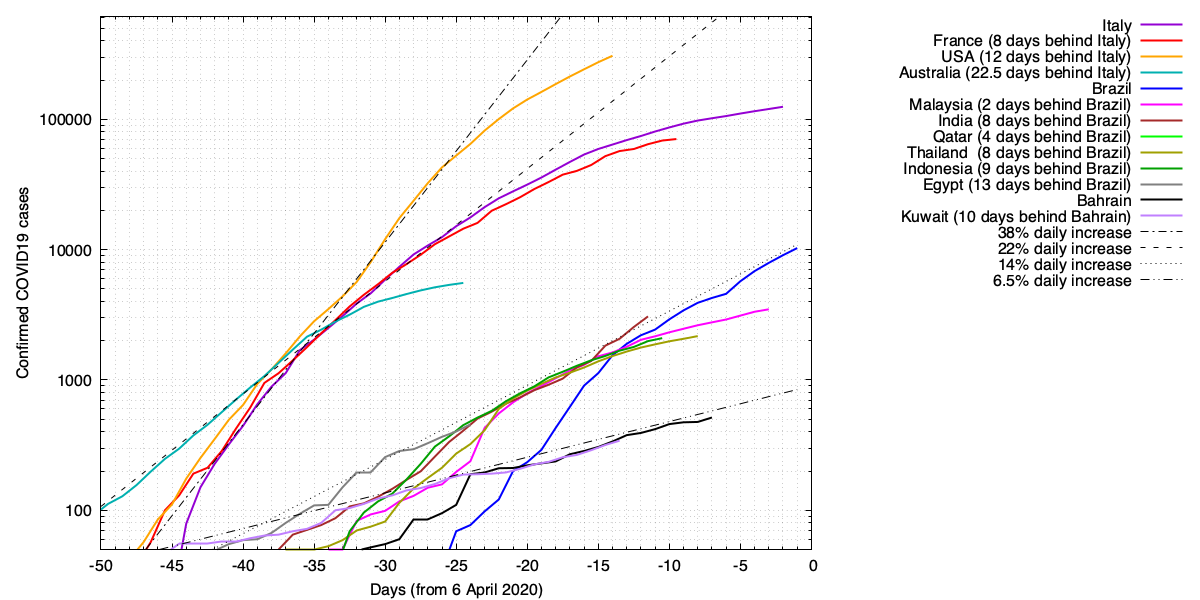 Italy
France (8 days behind Italy)
USA (12 days behind Italy)
Australia (22.5 days behind Italy)
Brazil
Malaysia (2 days behind Brazil)
India (8 days behind Brazil)
Qatar (4 days behind Brazil)
Thailand  (8 days behind Brazil)
Indonesia (9 days behind Brazil)
Egypt (13 days behind Brazil)
Bahrain
Kuwait (10 days behind Bahrain)
38% daily increase
22% daily increase
14% daily increase
6.5% daily increase
Confirmed COVID19 cases
100000
10000
1000
100
-50 -45 -40 -35 -30 -25 -20 -15 -10 -5 0
Days (from 6 April 2020)